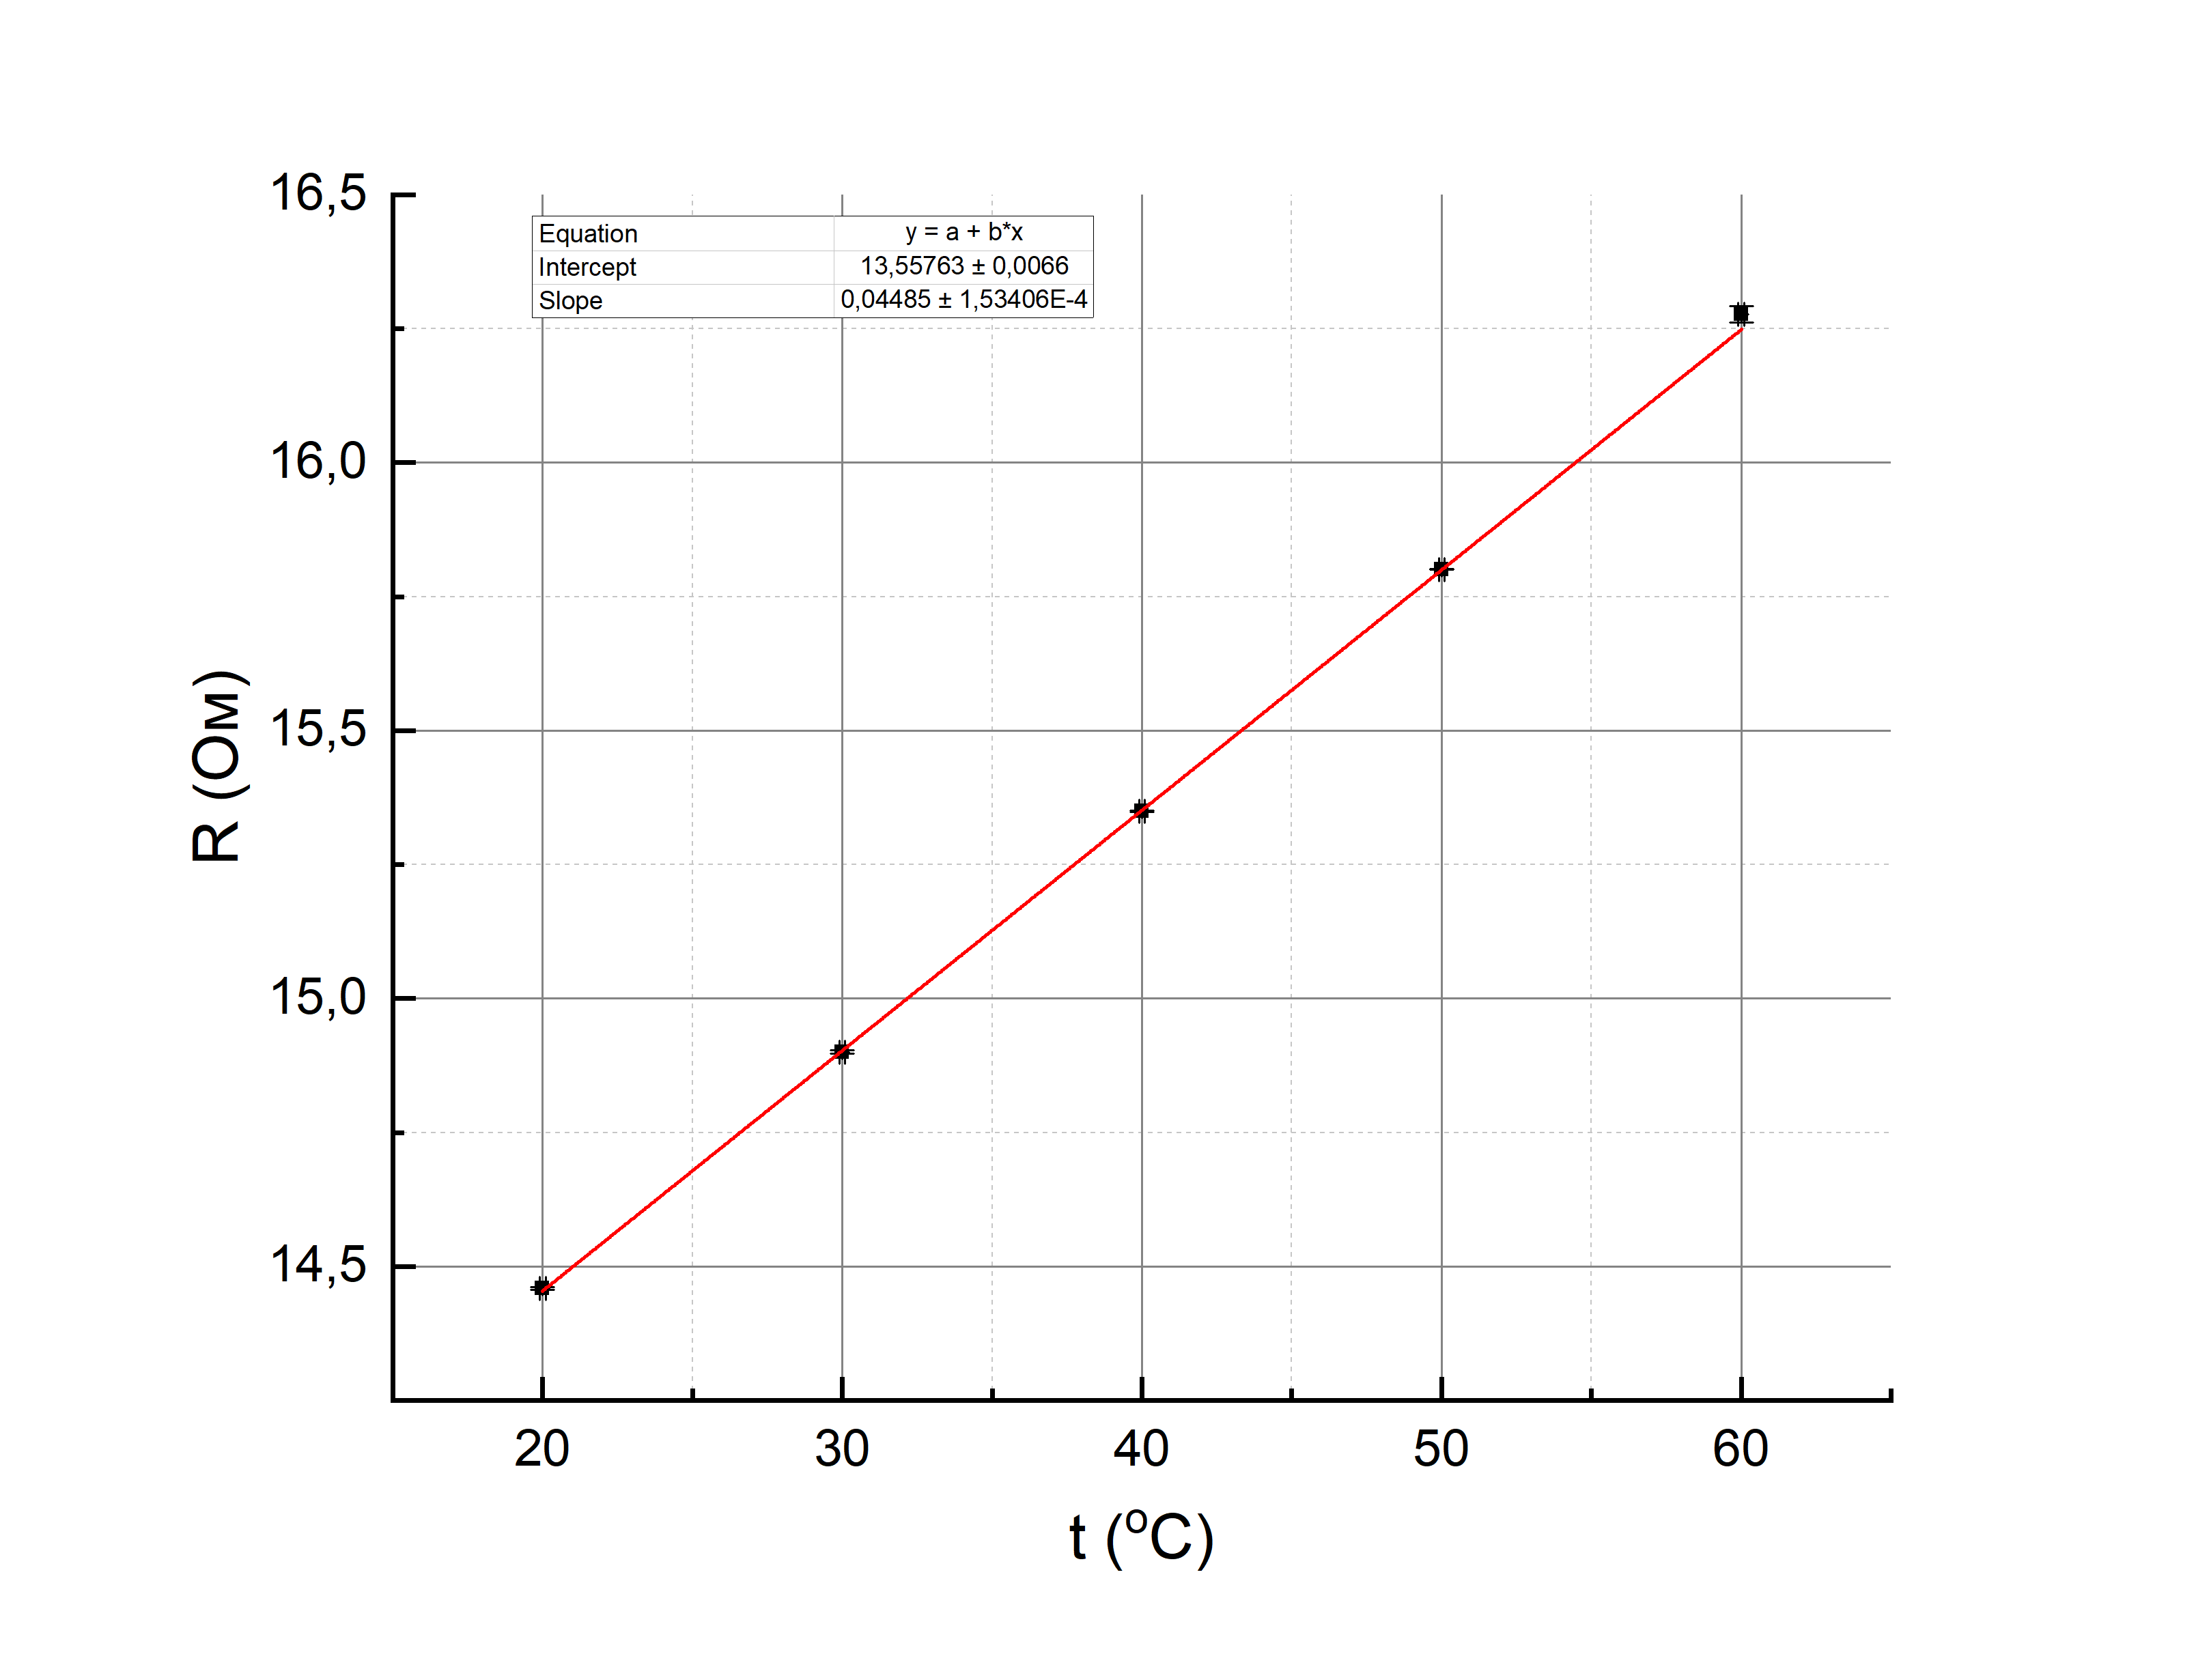 16,5
Equation y = a + b*x
Intercept 13,55763 ± 0,0066
Slope 0,04485 ± 1,53406E-4
16,0
15,5
R (Ом)
15,0
14,5
20 30 40 50 60
t (°C)